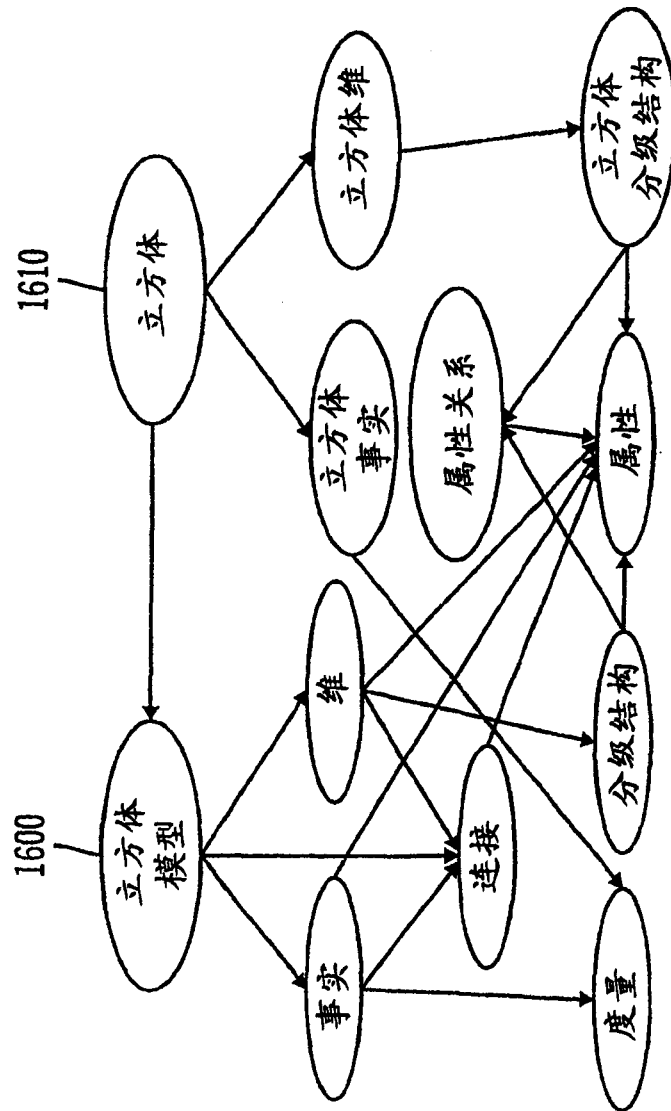 1600
1610
立方体
模型
立方体
事实
维
立方体
事实
立方体维
连接
属性关系
度量
分级结构
属性
立方体
分级结构